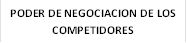 PODER DE NEGOCIACION DE LOS
COMPETIDORES